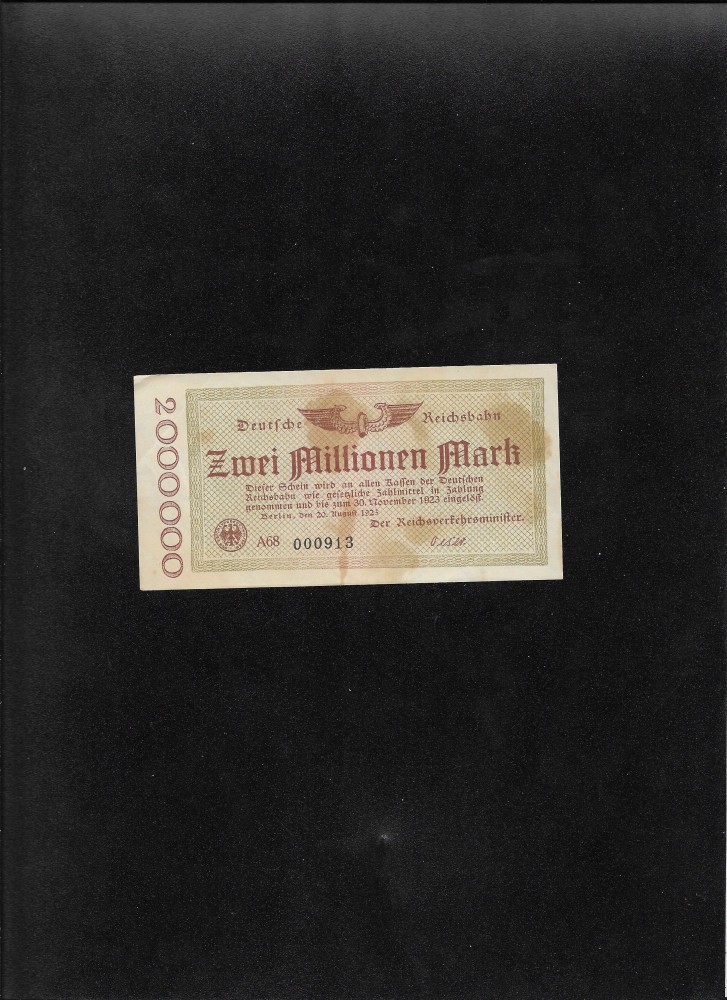 2000000
Deutsche Reichsbahn
Zwei Millionen Mark
Dieser Schein wird an allen Kassen der Deutschen
Reichsbahn wie gesetzliche Zahlmittel in Zahlung
genommen und bis zum 30. November 1923 eingelöst.
Berlin, den 20. August 1923
Der Reichsverkehrsminister.
A68 000913
Oeser